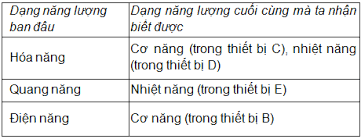 Dạng năng lượng Dạng năng lượng cuối cùng mà ta nhận
ban đầu biết được
Hóa năng Cơ năng (trong thiết bị C), nhiệt năng
(trong thiết bị D)
Quang năng Nhiệt năng (trong thiết bị E)
Điện năng Cơ năng (trong thiết bị B)